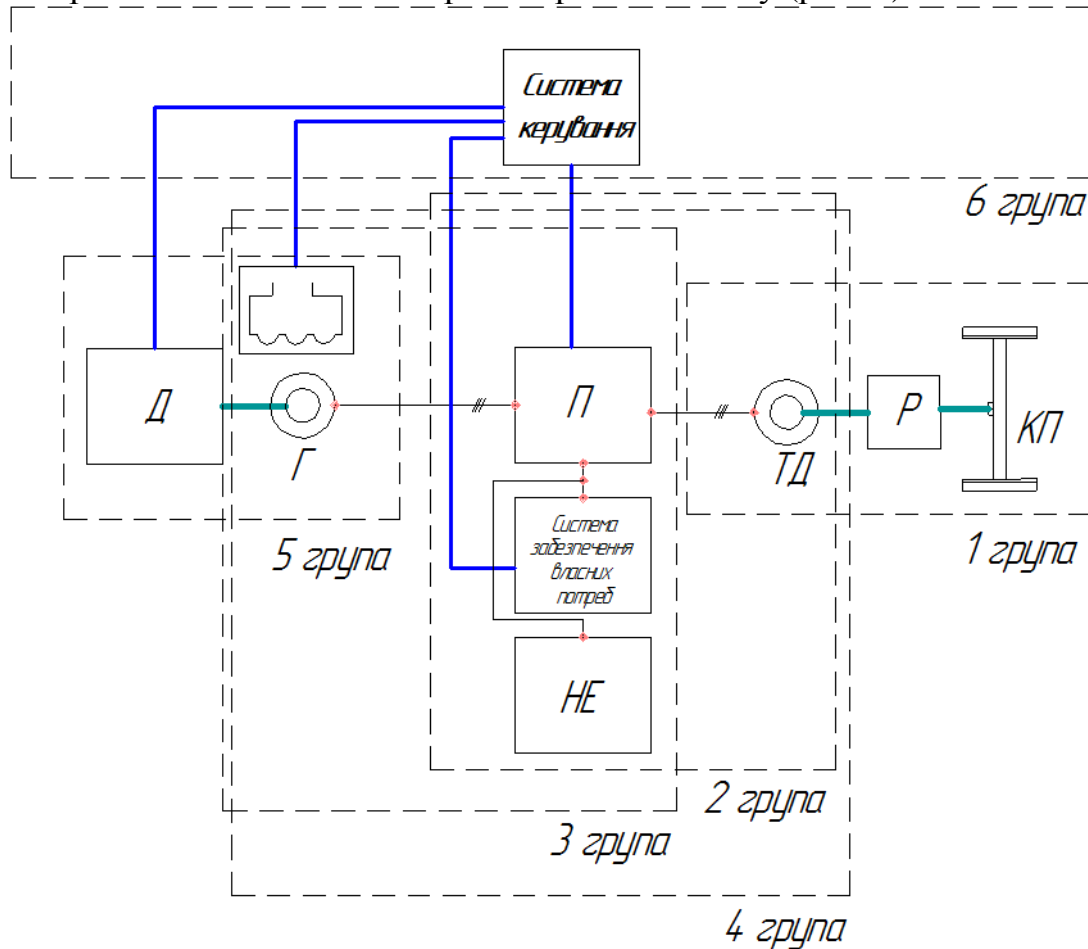 Система
керування
6 група
Д
Г
П
ТД
Р
КП
Система
забезпечення
власних
потреб
5 група
1 група
НЕ
2 група
3 група
4 група